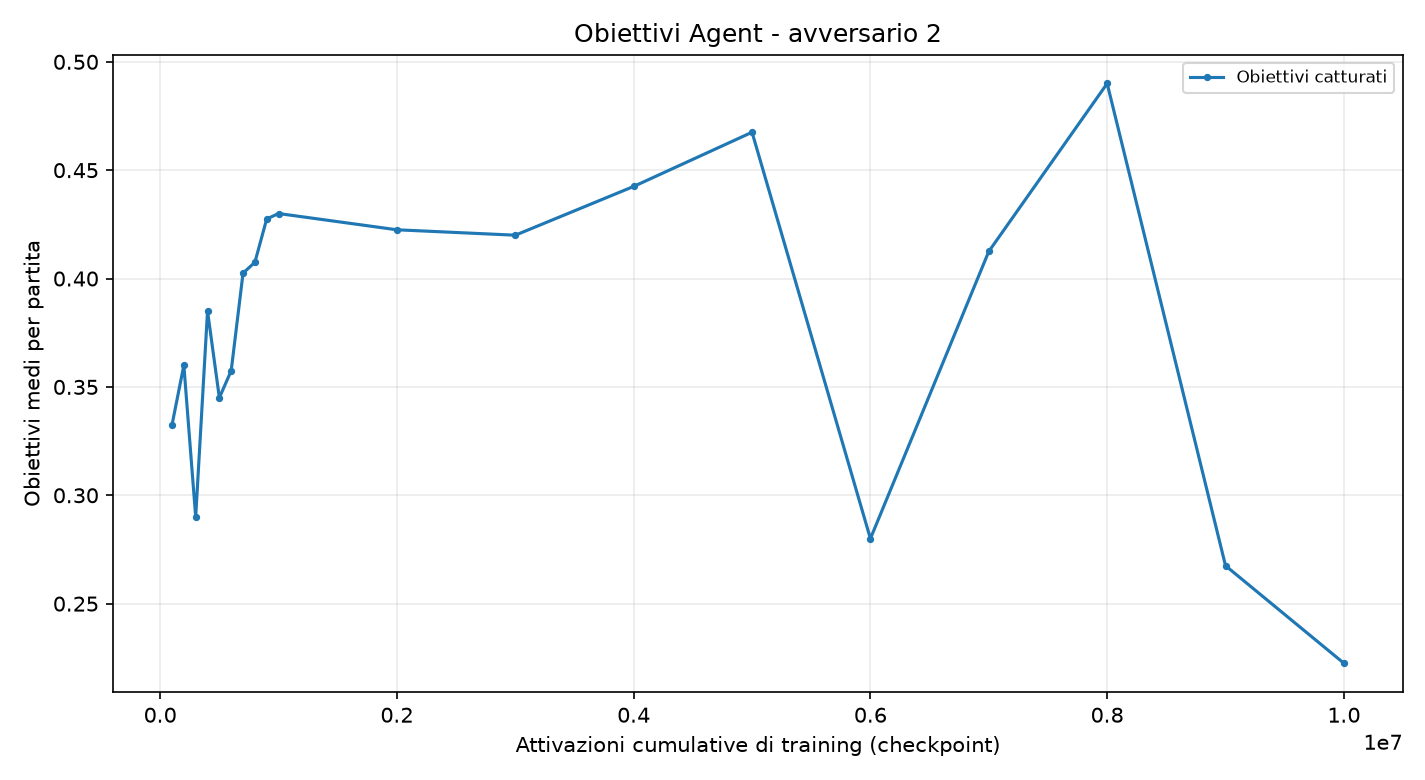 Obiettivi Agent - avversario 2
Obiettivi catturati
Obiettivi medi per partita
0.50
0.45
0.40
0.35
0.30
0.25
0.0
0.2
0.4
0.6
0.8
1.0
1e7
Attivazioni cumulative di training (checkpoint)